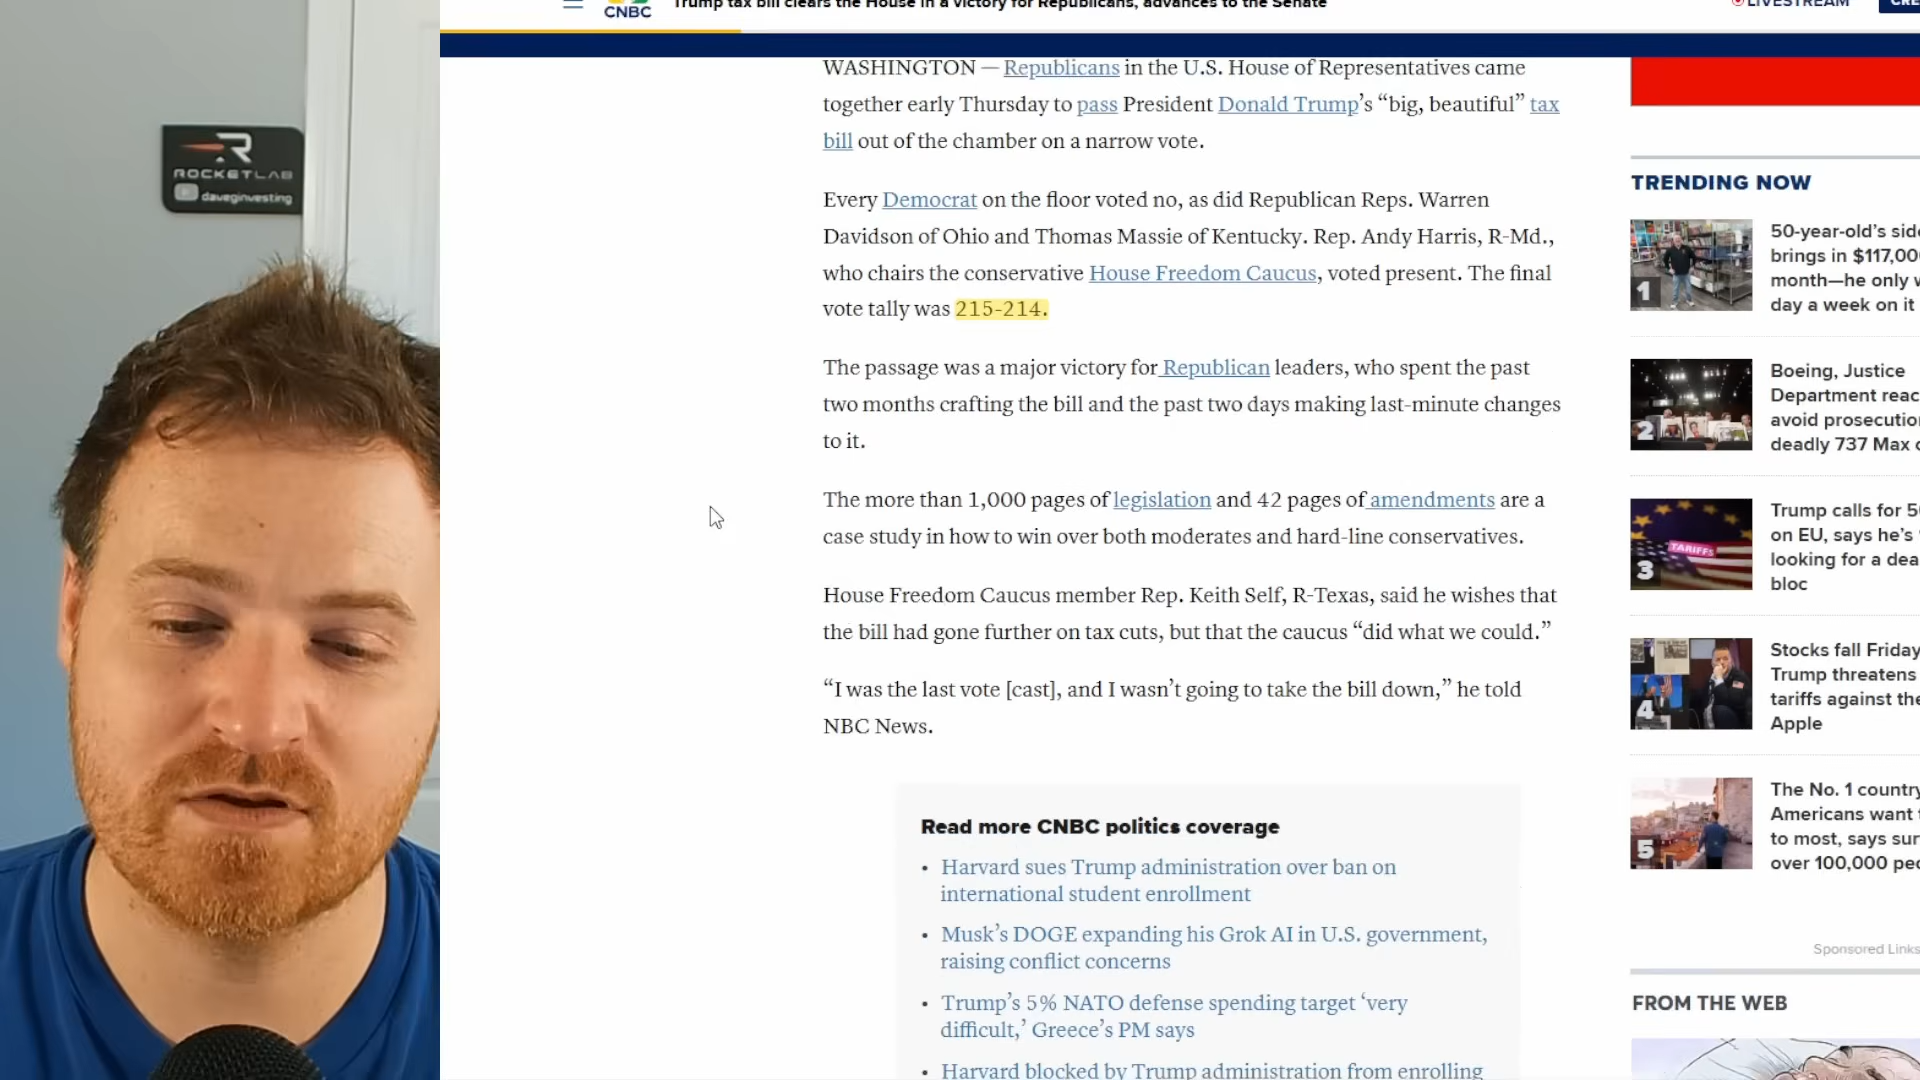 ROCKETLAB
daveginvesting
CNBC
Trump tax bill clears the House in a victory for Republicans, advances to the Senate
LIVESTREAM
WASHINGTON — Republicans in the U.S. House of Representatives came
together early Thursday to pass President Donald Trump’s “big, beautiful” tax
bill out of the chamber on a narrow vote.
Every Democrat on the floor voted no, as did Republican Reps. Warren
Davidson of Ohio and Thomas Massie of Kentucky. Rep. Andy Harris, R-Md.,
who chairs the conservative House Freedom Caucus, voted present. The final
vote tally was 215-214.
The passage was a major victory for Republican leaders, who spent the past
two months crafting the bill and the past two days making last-minute changes
to it.
The more than 1,000 pages of legislation and 42 pages of amendments are a
case study in how to win over both moderates and hard-line conservatives.
House Freedom Caucus member Rep. Keith Self, R-Texas, said he wishes that
the bill had gone further on tax cuts, but that the caucus “did what we could.”
“I was the last vote [cast], and I wasn’t going to take the bill down,” he told
NBC News.
Read more CNBC politics coverage
• Harvard sues Trump administration over ban on
international student enrollment
• Musk’s DOGE expanding his Grok AI in U.S. government,
raising conflict concerns
• Trump’s 5% NATO defense spending target ‘very
difficult,’ Greece’s PM says
• Harvard blocked by Trump administration from enrolling
TRENDING NOW
1
50-year-old’s
brings in $117,00
month—he only
day a week on it
2
Boeing, Justice
Department
avoid
deadly 737 Max
TARIFFS
3
Trump calls for
on EU, says he’s
looking for a
bloc
4
Stocks fall Friday
Trump threatens
tariffs against
Apple
5
The No. 1 country
Americans want
to most, says
over 100,000
Sponsored Links
FROM THE WEB